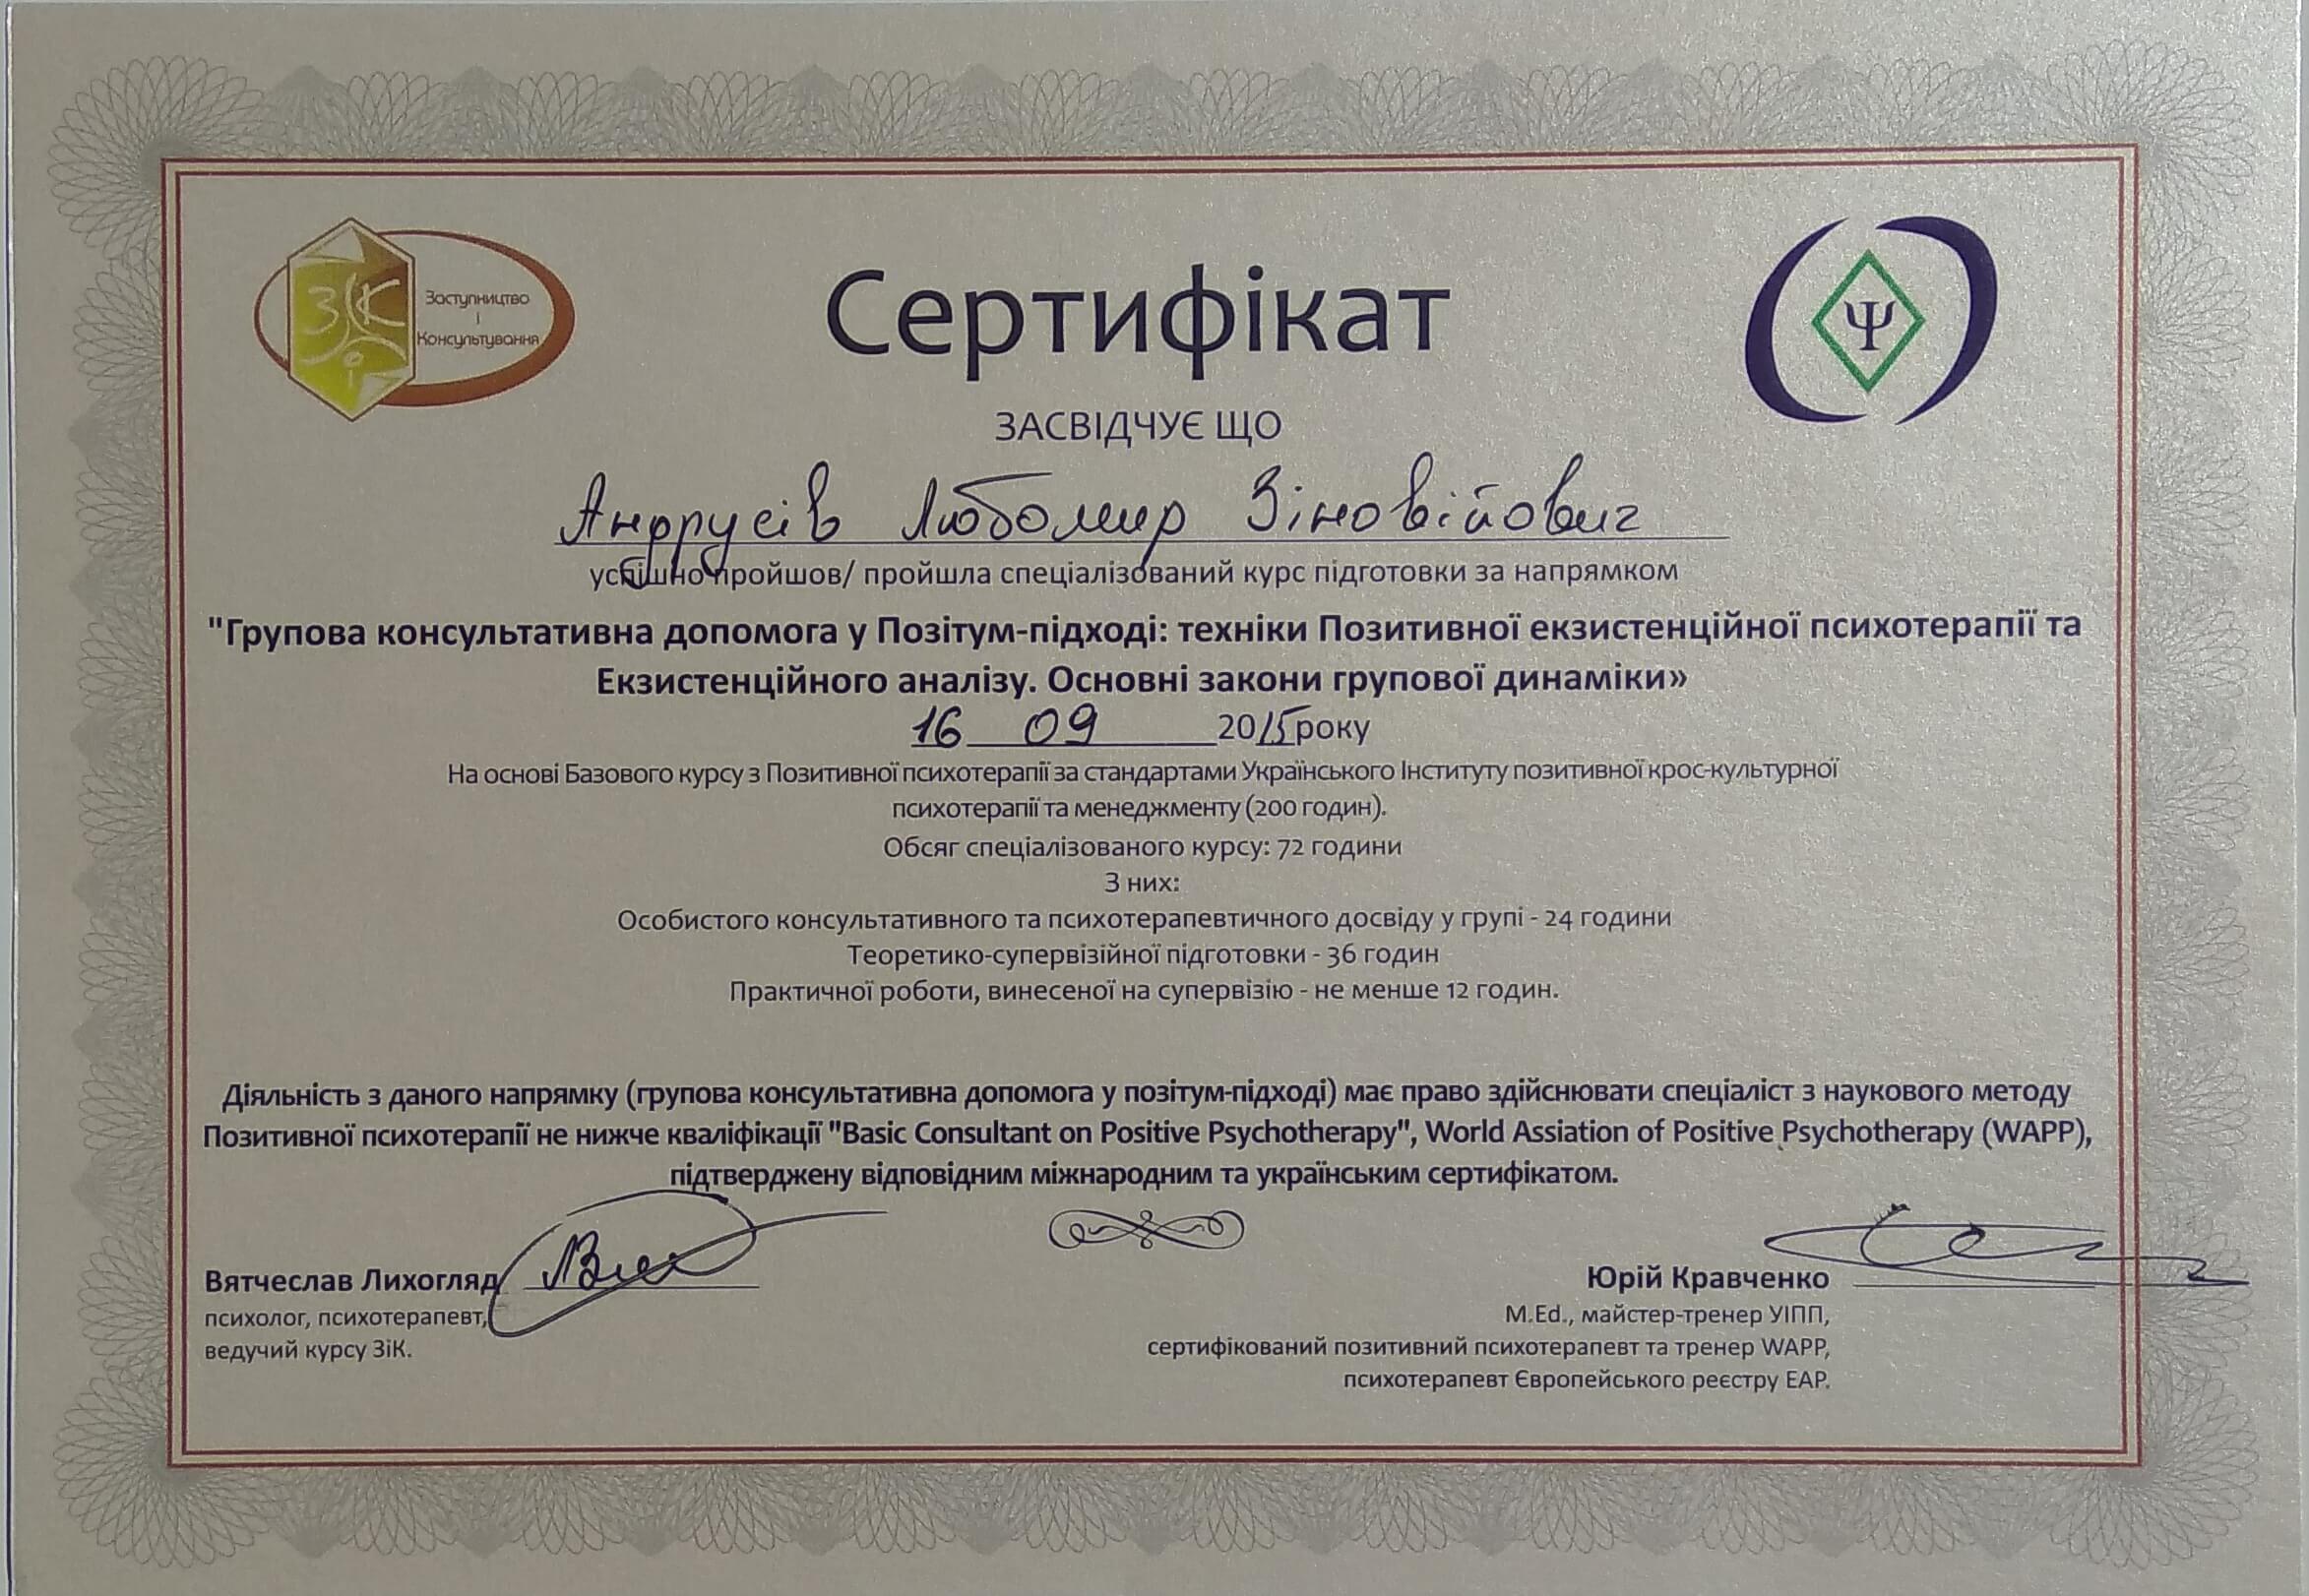 ЗіК
Заступництво
і
Консультування
Сертифікат
Ψ
ЗАСВІДЧУЄ ЩО
Андрусів Любомир Зіновійович
успішно пройшов/ пройшла спеціалізований курс підготовки за напрямком
"Групова консультативна допомога у Позітум-підході: техніки Позитивної екзистенційної психотерапії та
Екзистенційного аналізу. Основні закони групової динаміки»
16 09 2015 року
На основі Базового курсу з Позитивної психотерапії за стандартами Українського Інституту позитивної крос-культурної
психотерапії та менеджменту (200 годин).
Обсяг спеціалізованого курсу: 72 години
З них:
Особистого консультативного та психотерапевтичного досвіду у групі - 24 години
Теоретико-супервізійної підготовки - 36 годин
Практичної роботи, винесеної на супервізію - не менше 12 годин.
Діяльність з даного напрямку (групова консультативна допомога у позітум-підході) має право здійснювати спеціаліст з наукового методу
Позитивної психотерапії не нижче кваліфікації "Basic Consultant on Positive Psychotherapy", World Assiation of Positive Psychotherapy (WAPP),
підтверджену відповідним міжнародним та українським сертифікатом.
Вятчеслав Лихогляд
психолог, психотерапевт,
ведучий курсу ЗіК.
Юрій Кравченко
M.Ed., майстер-тренер УІПП,
сертифікований позитивний психотерапевт та тренер WAPP,
психотерапевт Європейського реєстру EAP.